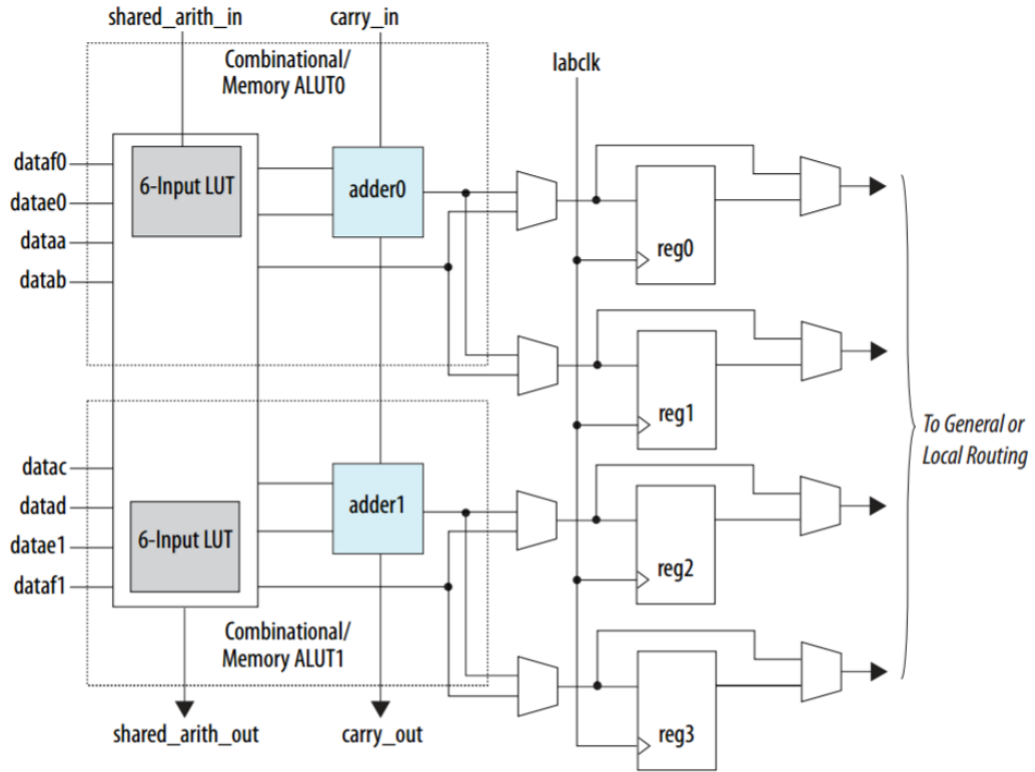 shared_arith_in
carry_in
Combinational/
Memory ALUT0
labclk
dataf0
datae0
dataa
datab
6-Input LUT
adder0
reg0
reg1
To General or
Local Routing
datac
datad
datae1
dataf1
6-Input LUT
adder1
reg2
Combinational/
Memory ALUT1
shared_arith_out
carry_out
reg3